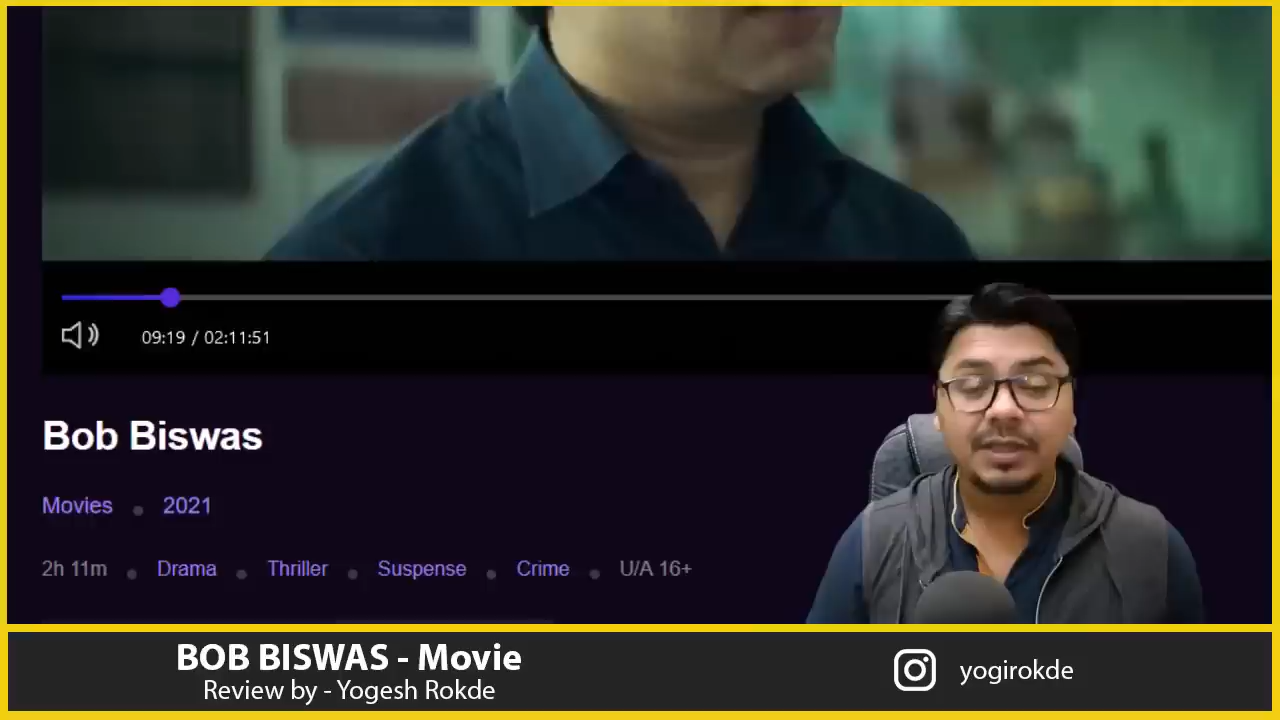 09:19 / 02:11:51
Bob Biswas
Movies • 2021
2h 11m • Drama • Thriller • Suspense • Crime • U/A 16+
BOB BISWAS - Movie
Review by - Yogesh Rokde
yogirokde